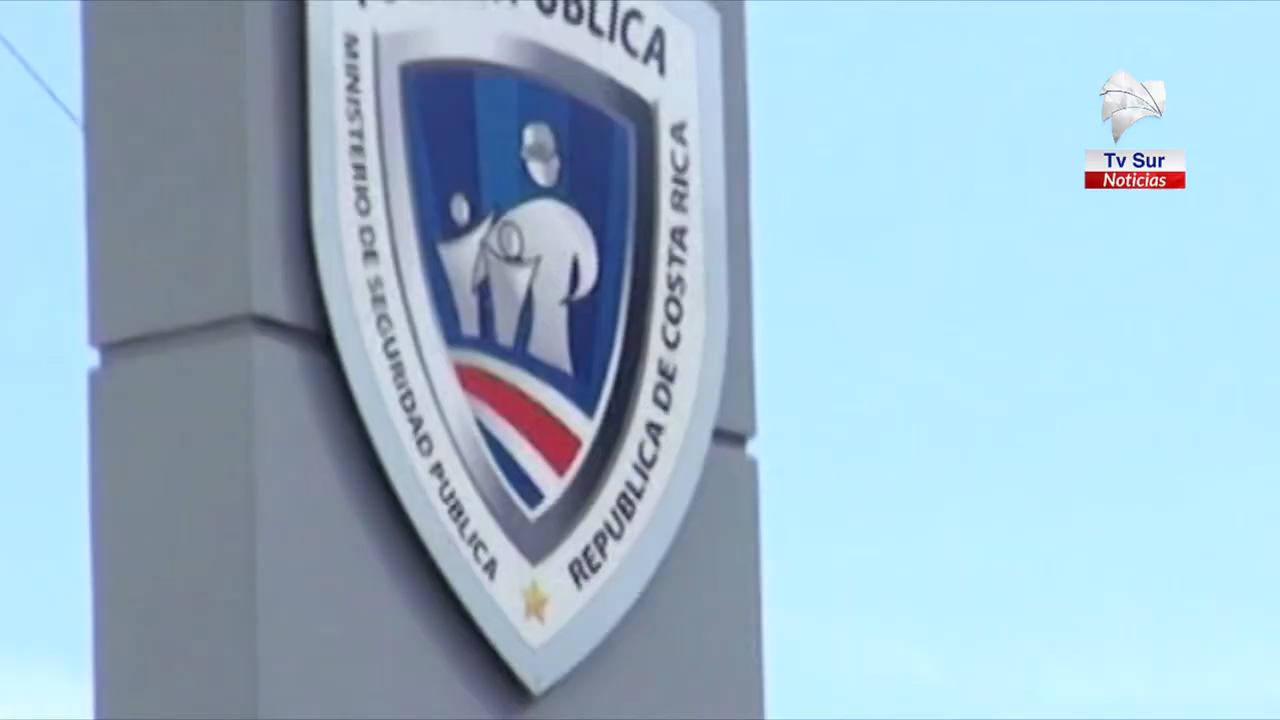 PÚBLICA
MINISTERIO DE SEGURIDAD PUBLICA
REPUBLICA DE COSTA RICA
Tv Sur
Noticias